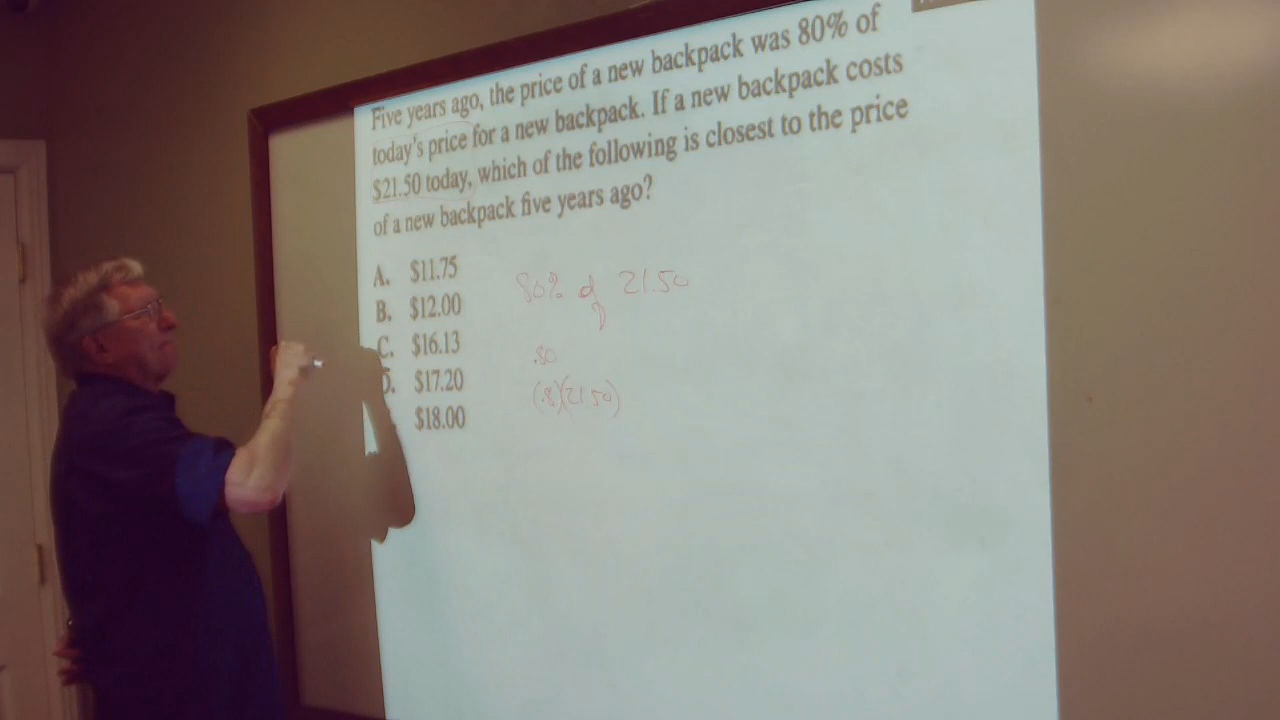 Five years ago, the price of a new backpack was 80% of
today's price for a new backpack. If a new backpack costs
$21.50 today, which of the following is closest to the price
of a new backpack five years ago?
A. $11.75
B. $12.00
C. $16.13
D. $17.20
$18.00
80% of 21.50
.80
(.8)(21.50)